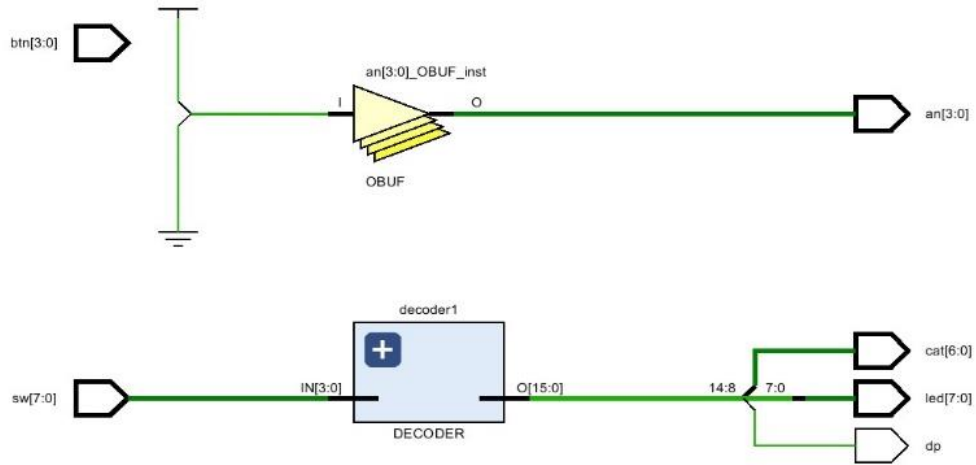 btn[3:0]
an[3:0]_OBUF_inst
I
O
an[3:0]
OBUF
decoder1
sw[7:0]
IN[3:0]
O[15:0]
DECODER
14:8
7:0
cat[6:0]
led[7:0]
dp